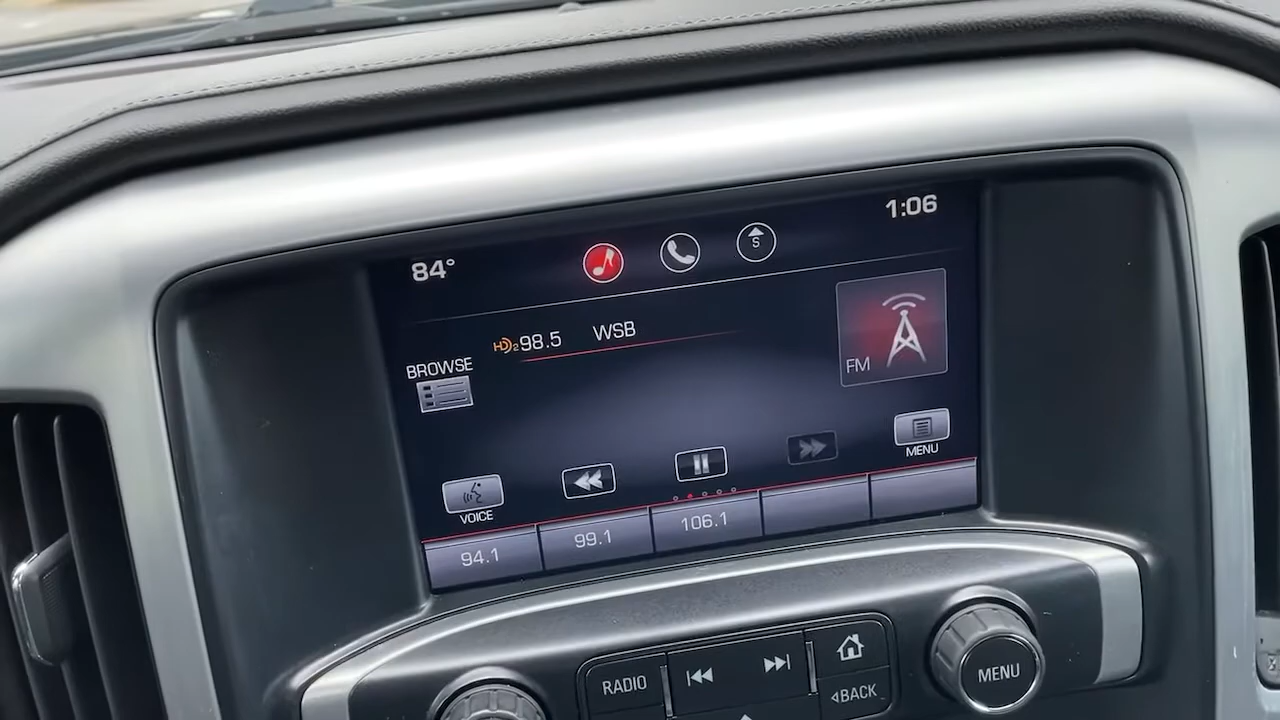 1:06
84°
S
HD2 98.5 WSB
FM
BROWSE
MENU
VOICE
94.1 99.1 106.1
RADIO
BACK
MENU